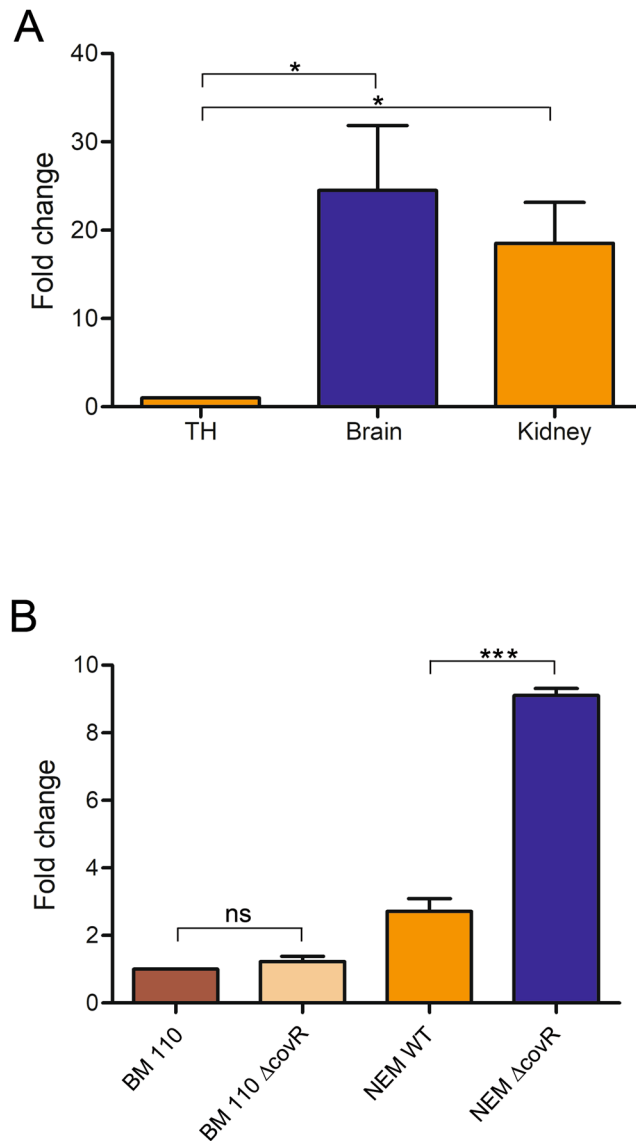 A
Fold change
40
30
20
10
0
*
*
TH Brain Kidney
B
Fold change
10
8
6
4
2
0
ns
***
BM 110
BM 110 ΔcovR
NEM WT
NEM ΔcovR